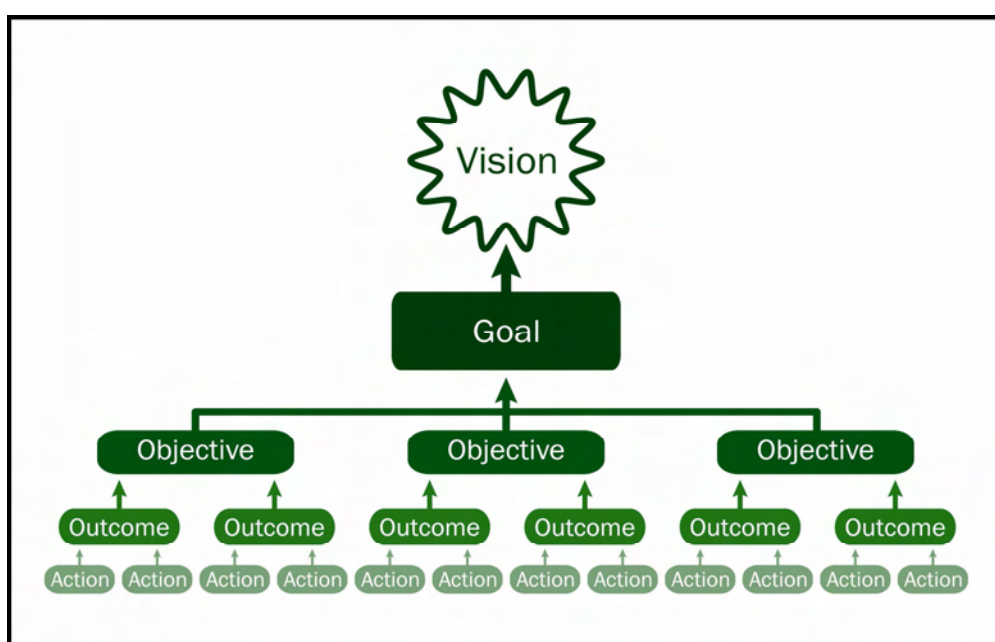 Vision
Goal
Objective Objective Objective
Outcome Outcome Outcome Outcome Outcome Outcome
Action Action Action Action Action Action Action Action Action Action Action Action